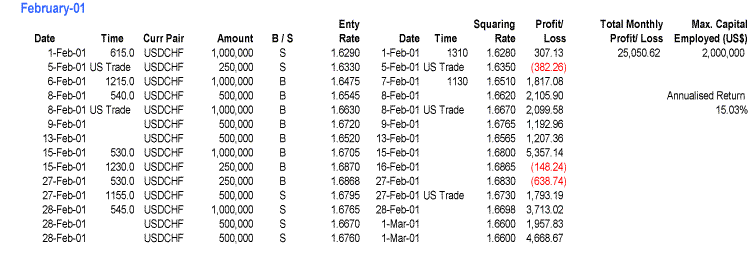 February-01
Enty Squaring Profit/ Total Monthly Max. Capital
Date Time Curr Pair Amount B / S Rate Date Time Rate Loss Profit/ Loss Employed (US$)
1-Feb-01 615.0 USDCHF 1,000,000 S 1.6290 1-Feb-01 1310 1.6280 307.13 25,050.62 2,000,000
5-Feb-01 US Trade USDCHF 250,000 S 1.6330 5-Feb-01 US Trade 1.6350 (382.26)
6-Feb-01 1215.0 USDCHF 1,000,000 B 1.6475 7-Feb-01 1130 1.6510 1,817.08
8-Feb-01 540.0 USDCHF 500,000 B 1.6545 8-Feb-01 1.6620 2,105.90 Annualised Return
8-Feb-01 US Trade USDCHF 1,000,000 B 1.6630 8-Feb-01 US Trade 1.6670 2,099.58 15.03%
9-Feb-01 USDCHF 500,000 B 1.6720 9-Feb-01 1.6765 1,192.96
13-Feb-01 USDCHF 500,000 B 1.6520 13-Feb-01 1.6565 1,207.36
15-Feb-01 530.0 USDCHF 1,000,000 B 1.6705 15-Feb-01 1.6800 5,357.14
15-Feb-01 1230.0 USDCHF 250,000 B 1.6870 16-Feb-01 1.6865 (148.24)
27-Feb-01 530.0 USDCHF 250,000 B 1.6868 27-Feb-01 1.6830 (638.74)
27-Feb-01 1155.0 USDCHF 500,000 S 1.6795 27-Feb-01 US Trade 1.6730 1,793.19
28-Feb-01 545.0 USDCHF 1,000,000 S 1.6765 28-Feb-01 1.6698 3,713.02
28-Feb-01 USDCHF 500,000 S 1.6670 1-Mar-01 1.6600 1,957.83
28-Feb-01 USDCHF 500,000 S 1.6760 1-Mar-01 1.6600 4,668.67